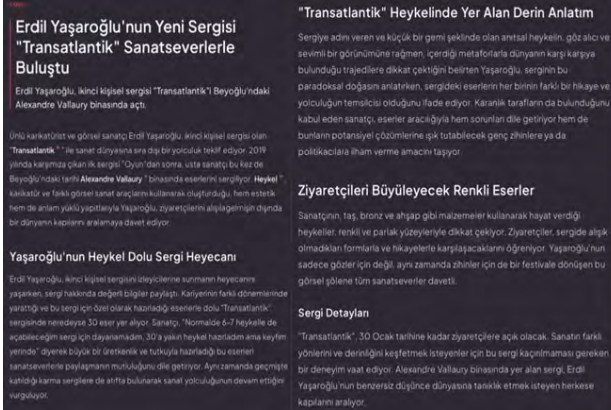 Erdil Yaşaroğlu'nun Yeni Sergisi
"Transatlantik" Sanatseverlerle
Buluştu
Erdil Yaşaroğlu, ikinci kişisel sergisi "Transatlantik"i Beyoğlu'ndaki
Alexandre Vallaury binasında açtı.
Ünlü karikatürist ve görsel sanatçı Erdil Yaşaroğlu, ikinci kişisel sergisi olan
"Transatlantik" ile sanat dünyasına sıra dışı bir yolculuk teklif ediyor. 2019
yılında karşımıza çıkan ilk sergisi "Oyun"dan sonra, usta sanatçı bu kez de
Beyoğlu'ndaki tarihi Alexandre Vallaury binasında eserlerini sergiliyor. Heykel,
karikatür ve farklı görsel sanat araçlarını kullanarak oluşturduğu, hem estetik
hem de anlam yüklü yapıtlarıyla Yaşaroğlu, ziyaretçilerini alışılagelmişin dışında
bir dünyanın kapılarını aralamaya davet ediyor.
Yaşaroğlu'nun Heykel Dolu Sergi Heyecanı
Erdil Yaşaroğlu, ikinci kişisel sergisini izleyicilerine sunmanın heyecanını
yaşarken, sergi hakkında değerli bilgiler paylaştı. Kariyerinin farklı dönemlerinde
yarattığı ve bu sergi için özel olarak hazırladığı eserlerle dolu "Transatlantik"
sergisinde neredeyse 30 eser yer alıyor. Sanatçı, "Normalde 6-7 heykelle de
açabileceğim sergi için dayanamadım, 30'a yakın heykel hazırladım ama keyfim
yerinde" diyerek büyük bir üretkenlik ve tutkuyla hazırladığı bu eserleri
sanatseverlerle paylaşmanın mutluluğunu dile getiriyor. Aynı zamanda geçmişte
katıldığı karma sergilere de atıfta bulunarak sanat yolculuğunun devam ettiğini
vurguluyor.
"Transatlantik" Heykelinde Yer Alan Derin Anlatım
Sergiye adını veren ve küçük bir gemi şeklinde olan anıtsal heykelin, göz alıcı ve
sevimli bir görünümüne rağmen, içerdiği metaforlarla dünyanın karşı karşıya
bulunduğu trajedilere dikkat çektiğini belirten Yaşaroğlu, serginin bu
paradoksal doğasını anlatırken, sergideki eserlerin her birinin farklı bir hikaye ve
yolculuğun temsilcisi olduğunu ifade ediyor. Karanlık tarafların da bulunduğunu
kabul eden sanatçı, eserler aracılığıyla hem sorunları dile getiriyor hem de
bunların potansiyel çözümlerine ışık tutabilecek genç zihinlere ya da
politikacılara ilham verme amacını taşıyor.
Ziyaretçileri Büyüleyecek Renkli Eserler
Sanatçının, taş, bronz ve ahşap gibi malzemeler kullanarak hayat verdiği
heykeller, renkli ve parlak yüzeyleriyle dikkat çekiyor. Ziyaretçiler, sergide alışık
olmadıkları formlarla ve hikayelerle karşılaşacaklarını öğreniyor. Yaşaroğlu'nun
sadece gözler için değil, aynı zamanda zihinler için de bir festivale dönüşen bu
görsel şölene tüm sanatseverler davetli.
Sergi Detayları
"Transatlantik", 30 Ocak tarihine kadar ziyaretçilere açık olacak. Sanatın farklı
yönlerini ve derinliğini keşfetmek isteyenler için bu sergi kaçırılmaması gereken
bir deneyim vaat ediyor. Alexandre Vallaury binasında yer alan sergi, Erdil
Yaşaroğlu'nun benzersiz düşünce dünyasına tanıklık etmek isteyen herkese
kapılarını aralıyor.